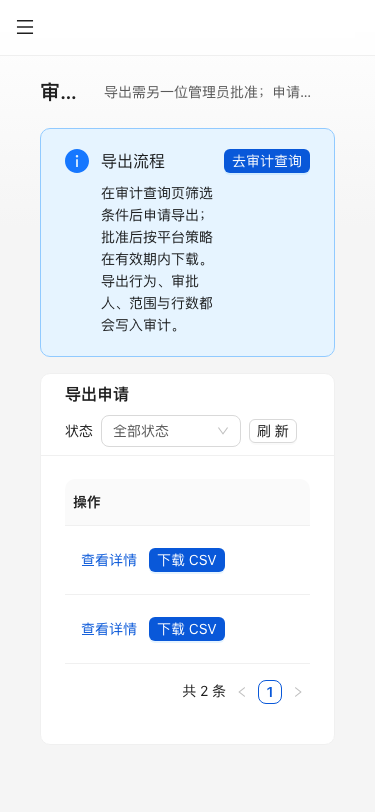 审...
导出需另一位管理员批准；申请...
导出流程
去审计查询
在审计查询页筛选
条件后申请导出；
批准后按平台策略
在有效期内下载。
导出行为、审批
人、范围与行数都
会写入审计。
导出申请
状态 全部状态 刷 新
操作
查看详情 下载 CSV
查看详情 下载 CSV
共 2 条 1